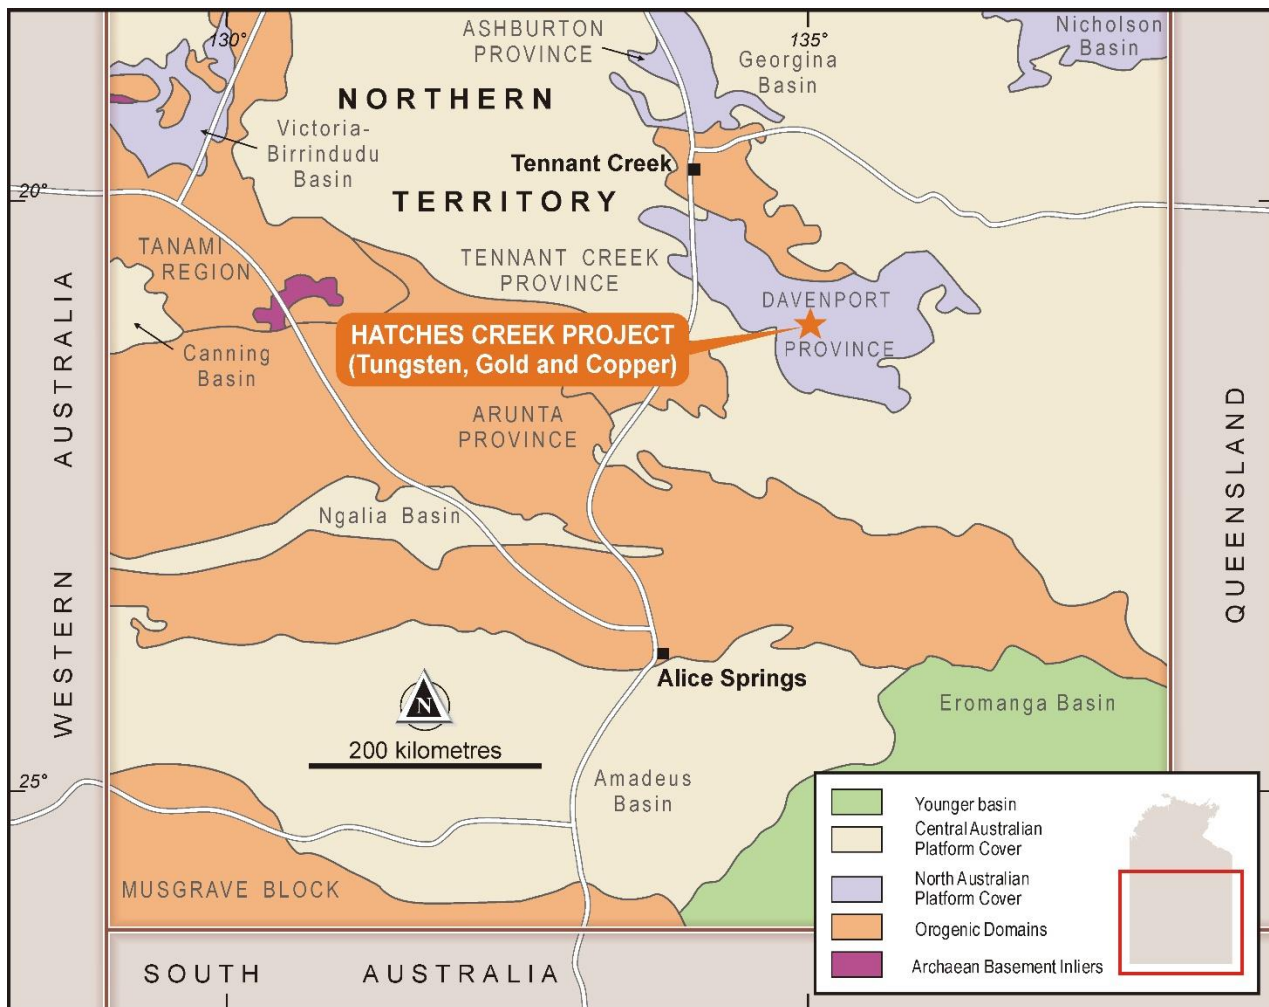 130°
ASHBURTON
PROVINCE
135°
Georgina
Basin
Nicholson
Basin
NORTHERN
Victoria-
Birrindudu
Basin
Tennant Creek
20°
TERRITORY
TANAMI
REGION
TENNANT CREEK
PROVINCE
DAVENPORT
PROVINCE
HATCHES CREEK PROJECT
(Tungsten, Gold and Copper)
Canning
Basin
ARUNTA
PROVINCE
Ngalia Basin
WESTERN AUSTRALIA
QUEENSLAND
Alice Springs
Eromanga Basin
N
200 kilometres
25°
Amadeus
Basin
MUSGRAVE BLOCK
SOUTH AUSTRALIA
Younger basin
Central Australian
Platform Cover
North Australian
Platform Cover
Orogenic Domains
Archaean Basement Inliers